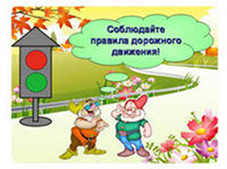 Соблюдайте
правила дорожного
движения!